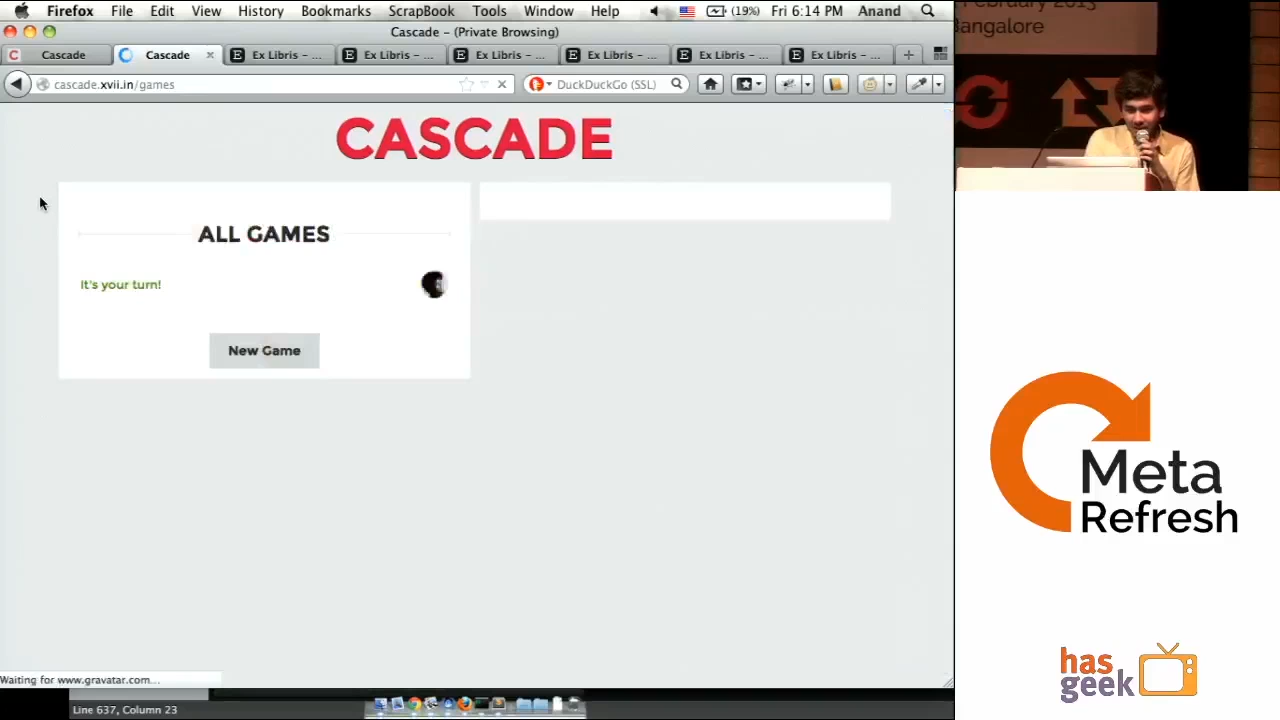 Firefox File Edit View History Bookmarks ScrapBook Tools Window Help (19%) Fri 6:14 PM Anand
Cascade – (Private Browsing)
Cascade Cascade Ex Libris – ... Ex Libris – ... Ex Libris – ... Ex Libris – ... Ex Libris – ... Ex Libris – ...
cascade.xvii.in/games DuckDuckGo (SSL)
CASCADE
ALL GAMES
It's your turn!
New Game
Waiting for www.gravatar.com...
Line 637, Column 23
February 2013
Bangalore
Meta
Refresh
has
geek